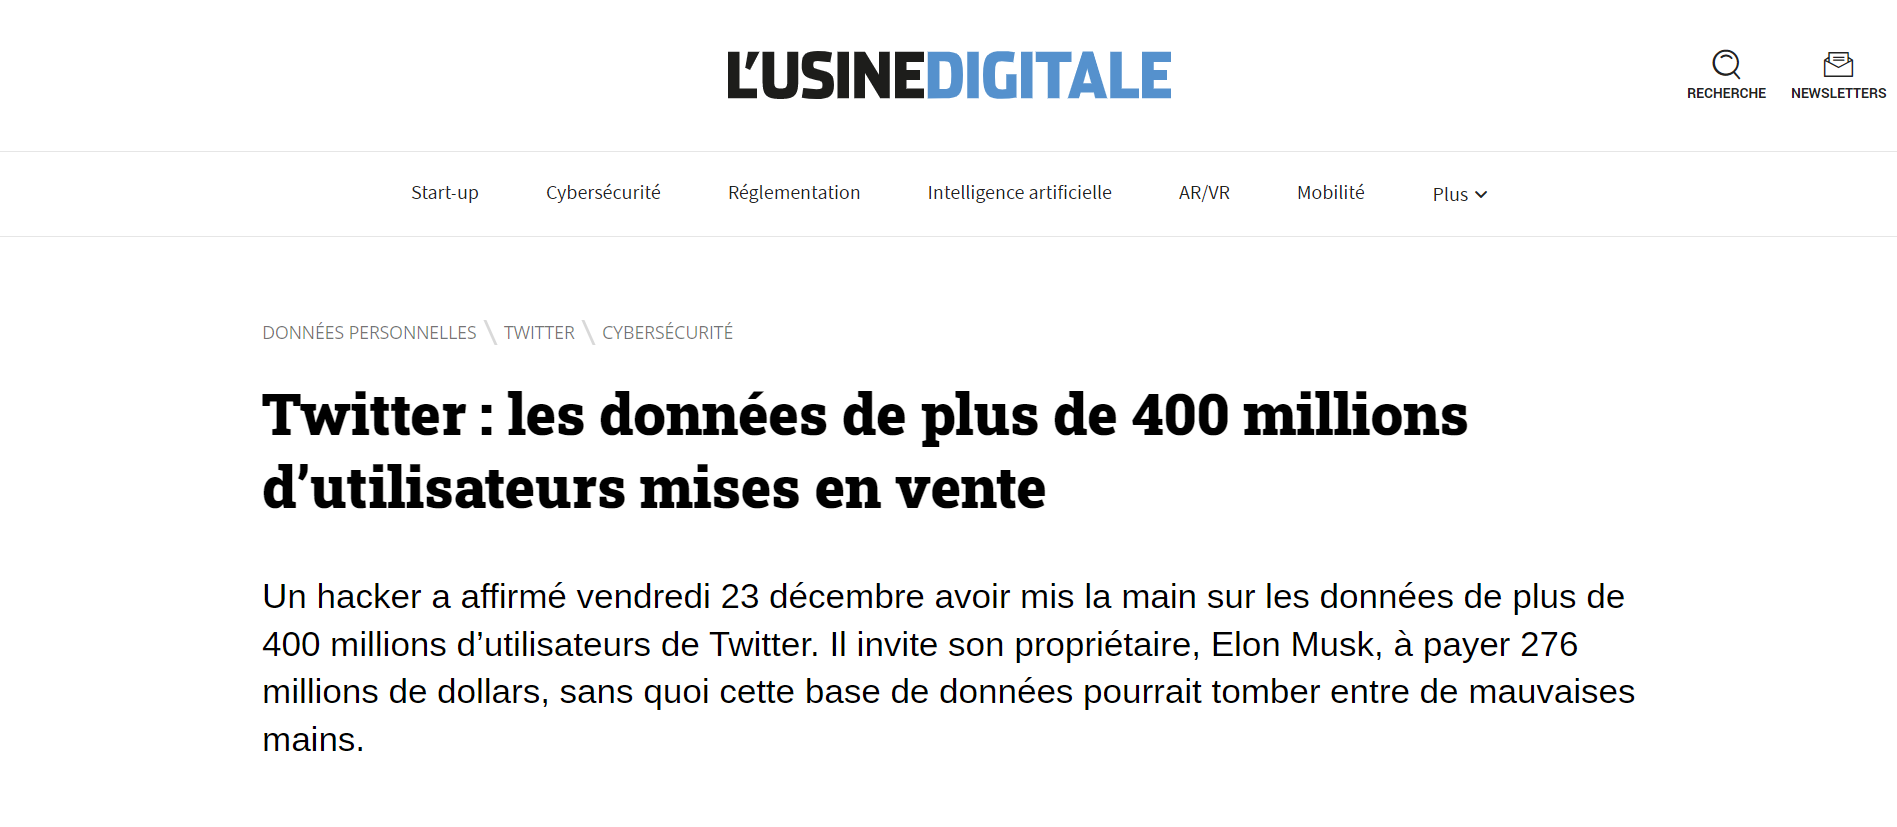 L'USINEDIGITALE
RECHERCHE
NEWSLETTERS
Start-up
Cybersécurité
Réglementation
Intelligence artificielle
AR/VR
Mobilité
Plus
DONNÉES PERSONNELLES \ TWITTER \ CYBERSÉCURITÉ
Twitter : les données de plus de 400 millions
d’utilisateurs mises en vente
Un hacker a affirmé vendredi 23 décembre avoir mis la main sur les données de plus de
400 millions d’utilisateurs de Twitter. Il invite son propriétaire, Elon Musk, à payer 276
millions de dollars, sans quoi cette base de données pourrait tomber entre de mauvaises
mains.